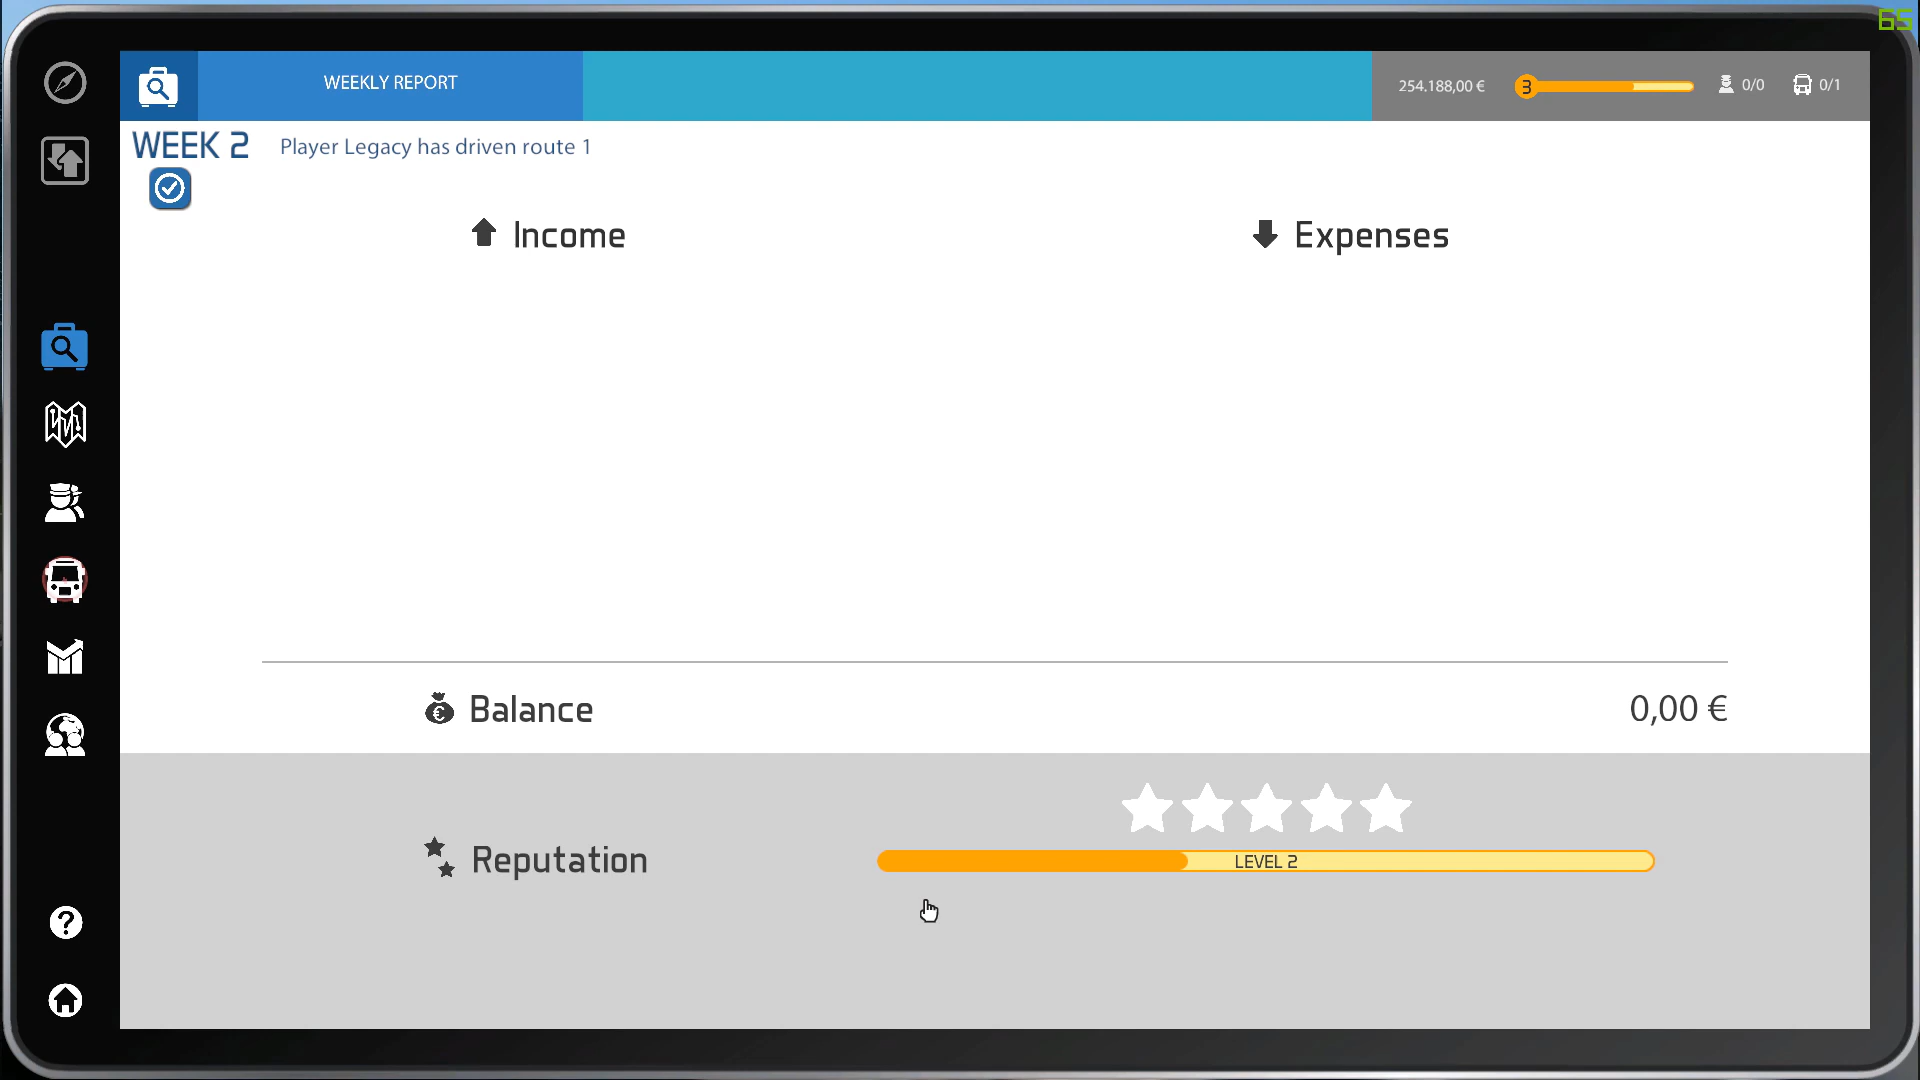 65
WEEKLY REPORT
254.188,00 €
3
0/0
0/1
WEEK 2
Player Legacy has driven route 1
Income
Expenses
Balance
0,00 €
Reputation
LEVEL 2